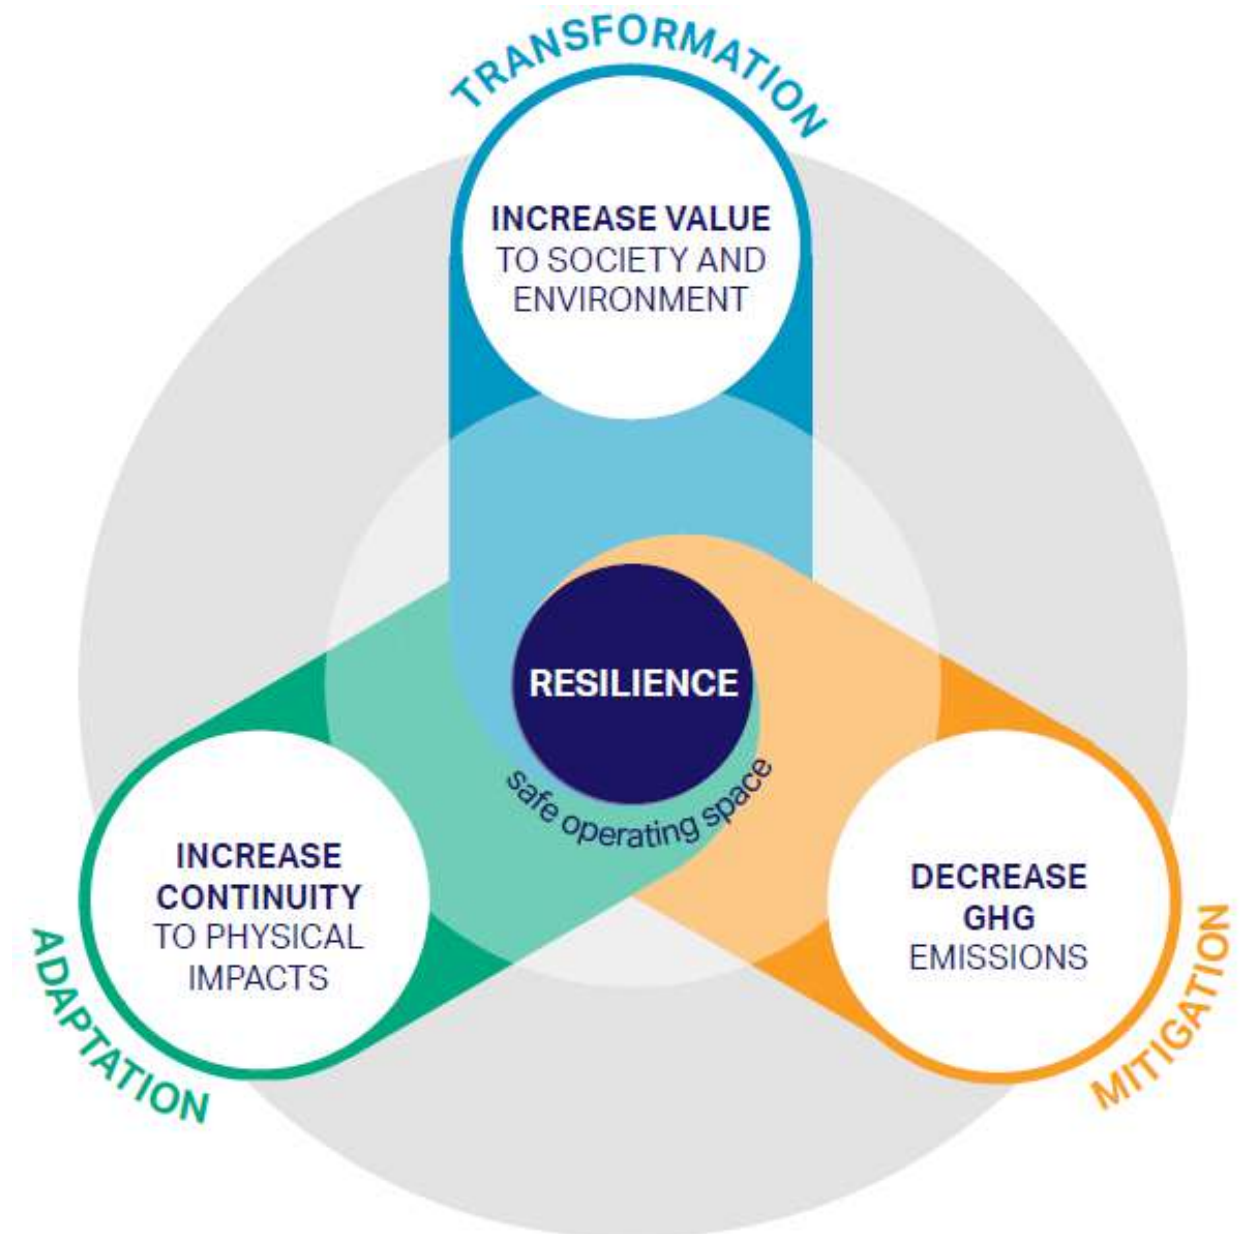 TRANSFORMATION
INCREASE VALUE
TO SOCIETY AND
ENVIRONMENT
RESILIENCE
safe operating space
INCREASE
CONTINUITY
TO PHYSICAL
IMPACTS
ADAPTATION
DECREASE
GHG
EMISSIONS
MITIGATION